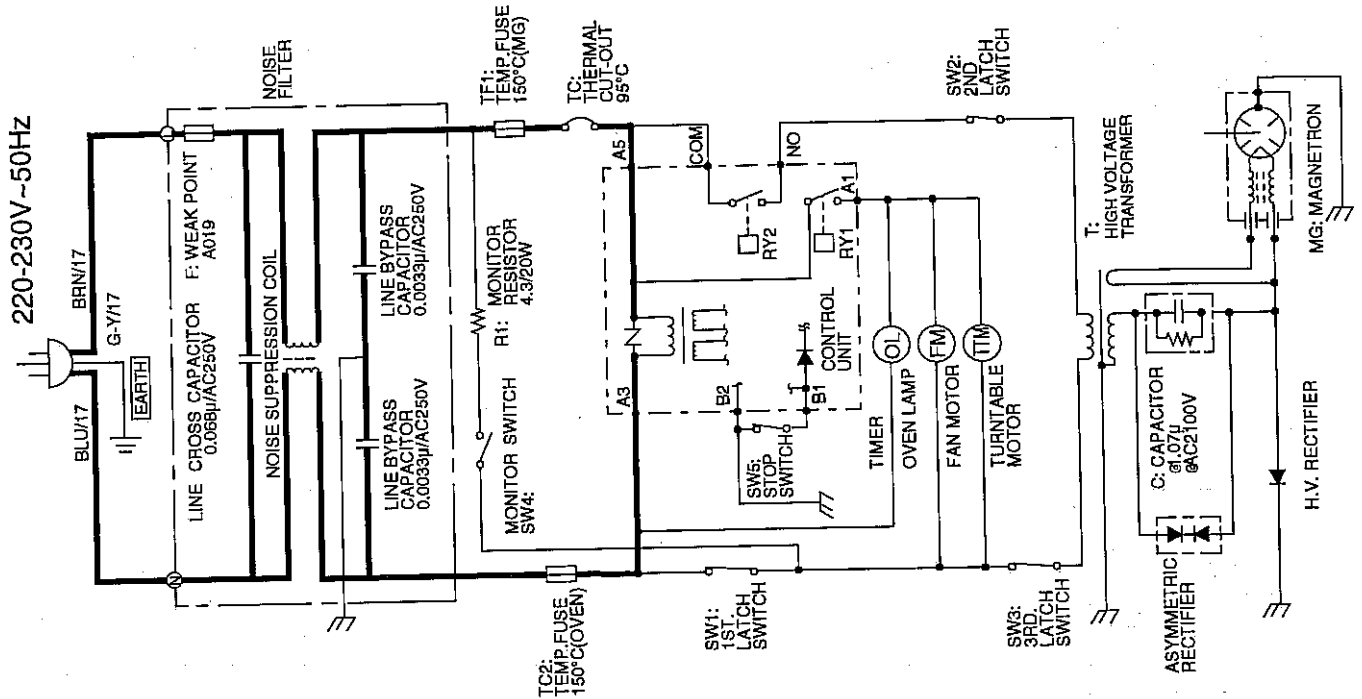 220-230V~50Hz
BLU/17
BRN/17
G-Y/17
EARTH
N
L
NOISE
FILTER
LINE CROSS CAPACITOR
0.068µ/AC250V
F: WEAK POINT
A019
NOISE SUPPRESSION COIL
LINE BYPASS
CAPACITOR
0.0033µ/AC250V
LINE BYPASS
CAPACITOR
0.0033µ/AC250V
MONITOR SWITCH
SW4:
R1: MONITOR
RESISTOR
4.3/20W
TF1:
TEMP.FUSE
150°C(MG)
TC2:
TEMP.FUSE
150°C(OVEN)
TC:
THERMAL
CUT-OUT
95°C
A3
A5
COM
NO
RY2
RY1
A1
B2
B1
CONTROL
UNIT
SW5:
STOP
SWITCH
TIMER
OL
OVEN LAMP
FM
FAN MOTOR
TTM
TURNTABLE
MOTOR
SW1:
1ST.
LATCH
SWITCH
SW2:
2ND
LATCH
SWITCH
SW3:
3RD.
LATCH
SWITCH
T:
HIGH VOLTAGE
TRANSFORMER
C: CAPACITOR
@1.07µ
@AC2100V
ASYMMETRIC
RECTIFIER
H.V. RECTIFIER
MG: MAGNETRON